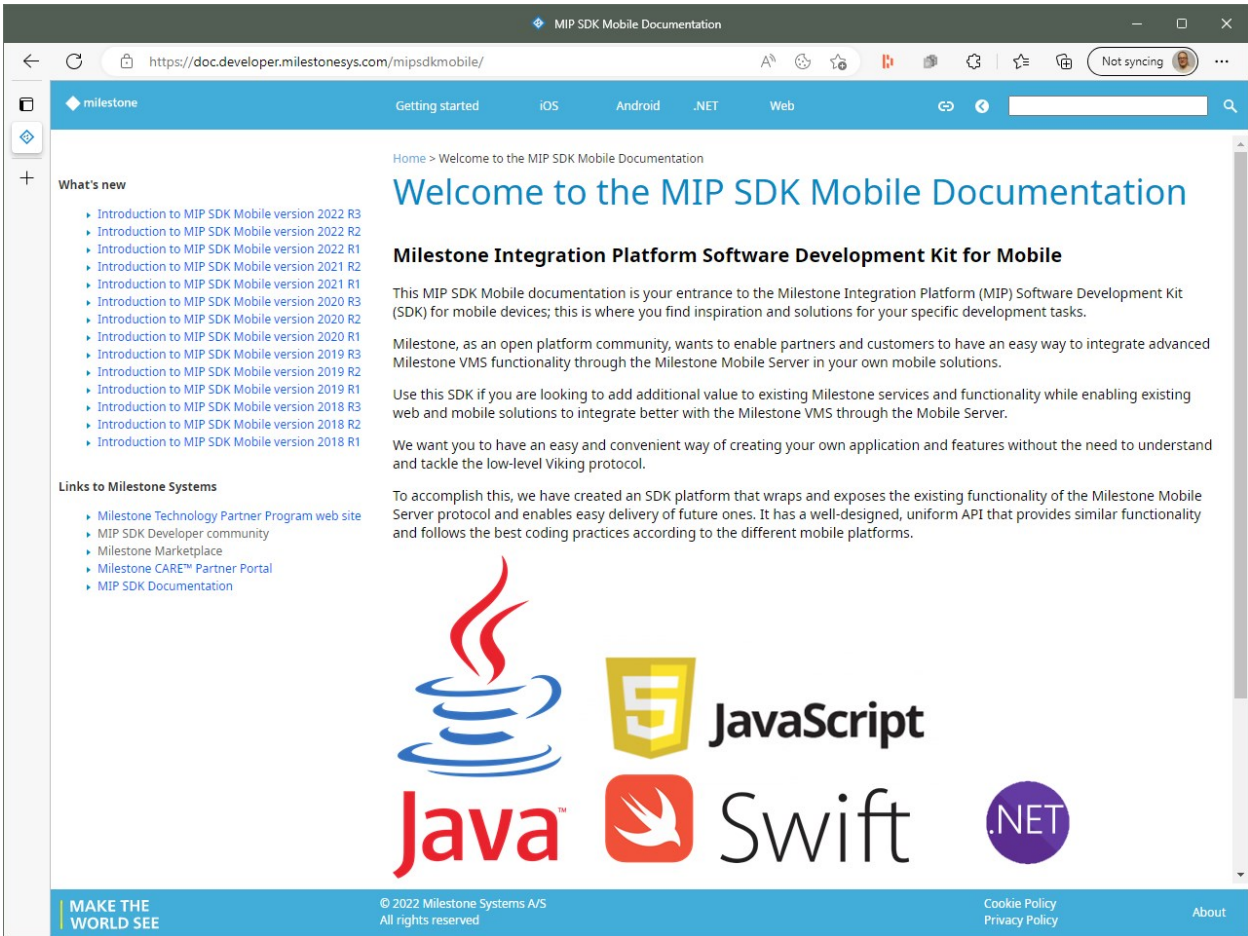 MIP SDK Mobile Documentation
https://doc.developer.milestonesys.com/mipsdkmobile/
Not syncing
milestone
Getting started
iOS
Android
.NET
Web
Home > Welcome to the MIP SDK Mobile Documentation
Welcome to the MIP SDK Mobile Documentation
What's new
Introduction to MIP SDK Mobile version 2022 R3
Introduction to MIP SDK Mobile version 2022 R2
Introduction to MIP SDK Mobile version 2022 R1
Introduction to MIP SDK Mobile version 2021 R2
Introduction to MIP SDK Mobile version 2021 R1
Introduction to MIP SDK Mobile version 2020 R3
Introduction to MIP SDK Mobile version 2020 R2
Introduction to MIP SDK Mobile version 2020 R1
Introduction to MIP SDK Mobile version 2019 R3
Introduction to MIP SDK Mobile version 2019 R2
Introduction to MIP SDK Mobile version 2019 R1
Introduction to MIP SDK Mobile version 2018 R3
Introduction to MIP SDK Mobile version 2018 R2
Introduction to MIP SDK Mobile version 2018 R1
Links to Milestone Systems
Milestone Technology Partner Program web site
MIP SDK Developer community
Milestone Marketplace
Milestone CARE™ Partner Portal
MIP SDK Documentation
Milestone Integration Platform Software Development Kit for Mobile
This MIP SDK Mobile documentation is your entrance to the Milestone Integration Platform (MIP) Software Development Kit
(SDK) for mobile devices; this is where you find inspiration and solutions for your specific development tasks.
Milestone, as an open platform community, wants to enable partners and customers to have an easy way to integrate advanced
Milestone VMS functionality through the Milestone Mobile Server in your own mobile solutions.
Use this SDK if you are looking to add additional value to existing Milestone services and functionality while enabling existing
web and mobile solutions to integrate better with the Milestone VMS through the Mobile Server.
We want you to have an easy and convenient way of creating your own application and features without the need to understand
and tackle the low-level Viking protocol.
To accomplish this, we have created an SDK platform that wraps and exposes the existing functionality of the Milestone Mobile
Server protocol and enables easy delivery of future ones. It has a well-designed, uniform API that provides similar functionality
and follows the best coding practices according to the different mobile platforms.
Java™
5
JavaScript
Swift
.NET
MAKE THE
WORLD SEE
© 2022 Milestone Systems A/S
All rights reserved
Cookie Policy
Privacy Policy
About